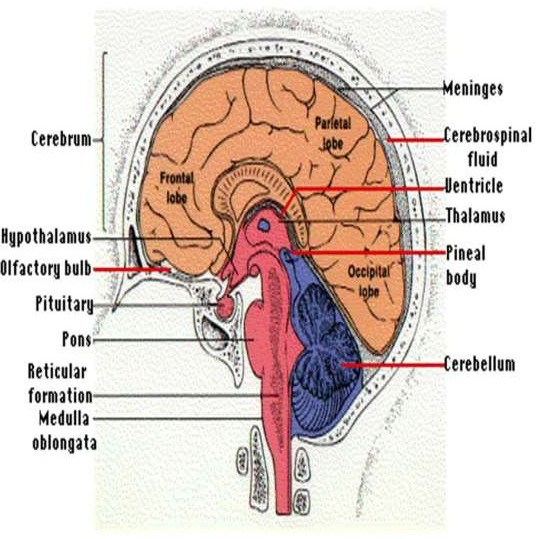 Meninges
Cerebrum
Cerebrospinal
fluid
Parietal
lobe
Frontal
lobe
Ventricle
Thalamus
Hypothalamus
Pineal
body
Olfactory bulb
Occipital
lobe
Pituitary
Pons
Cerebellum
Reticular
formation
Medulla
oblongata